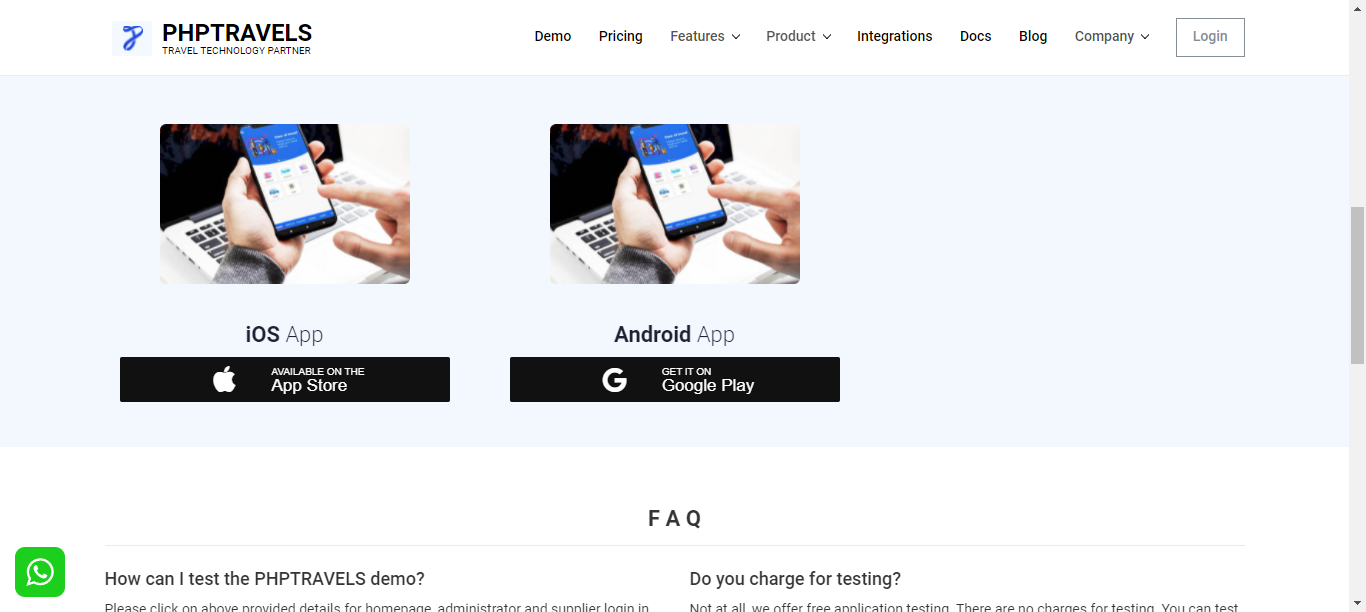 PHPTRAVELS
TRAVEL TECHNOLOGY PARTNER
Demo Pricing Features Product Integrations Docs Blog Company Login
iOS App
AVAILABLE ON THE
App Store
Android App
GET IT ON
Google Play
FAQ
How can I test the PHPTRAVELS demo?
Please click on above provided details for homepage, administrator and supplier login in
Do you charge for testing?
Not at all, we offer free application testing. There are no charges for testing. You can test